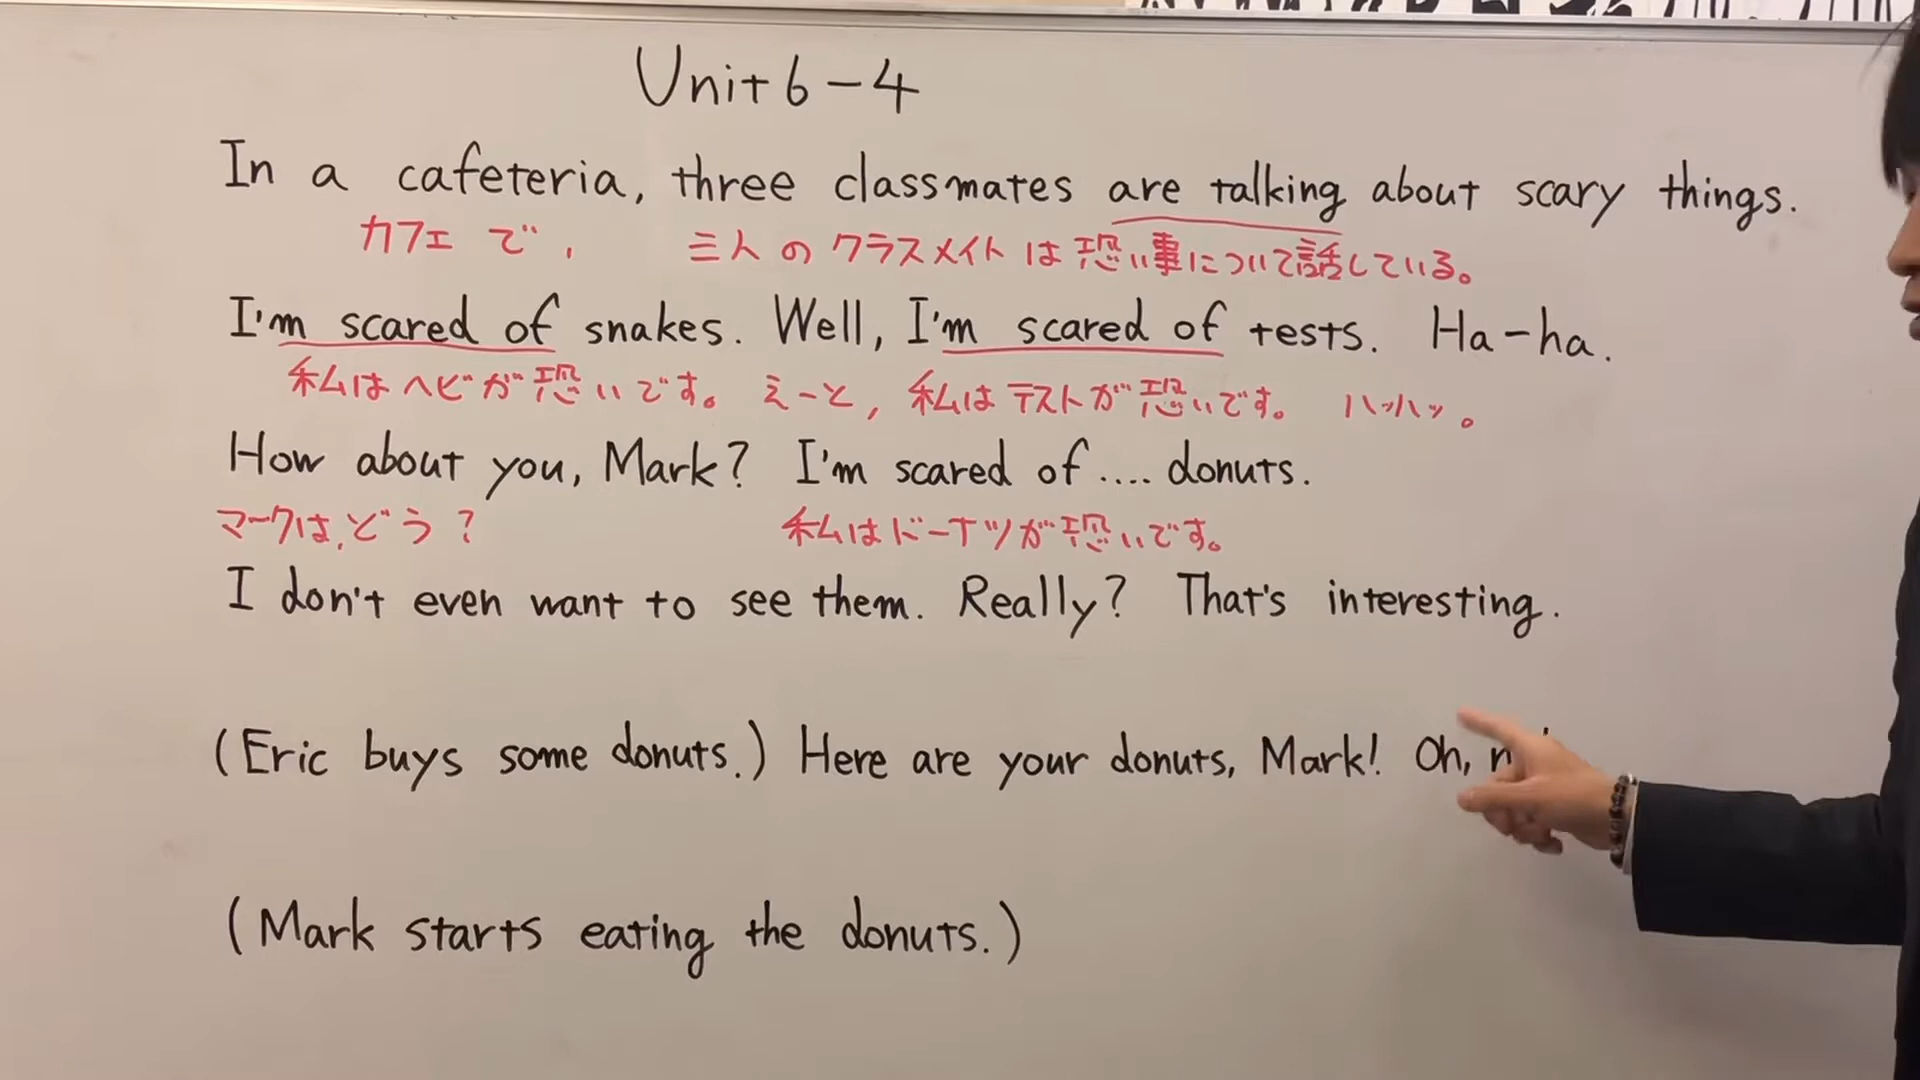 Unit 6-4
In a cafeteria, three classmates are talking about scary things.
カフェで, 三人のクラスメイトは恐い事について話している。
I'm scared of snakes. Well, I'm scared of tests. Ha-ha.
私はヘビが恐いです。えーと, 私はテストが恐いです。ハッハッ。
How about you, Mark? I'm scared of.... donuts.
マークは,どう? 私はドーナツが恐いです。
I don't even want to see them. Really? That's interesting.
(Eric buys some donuts.) Here are your donuts, Mark! Oh,
(Mark starts eating the donuts.)